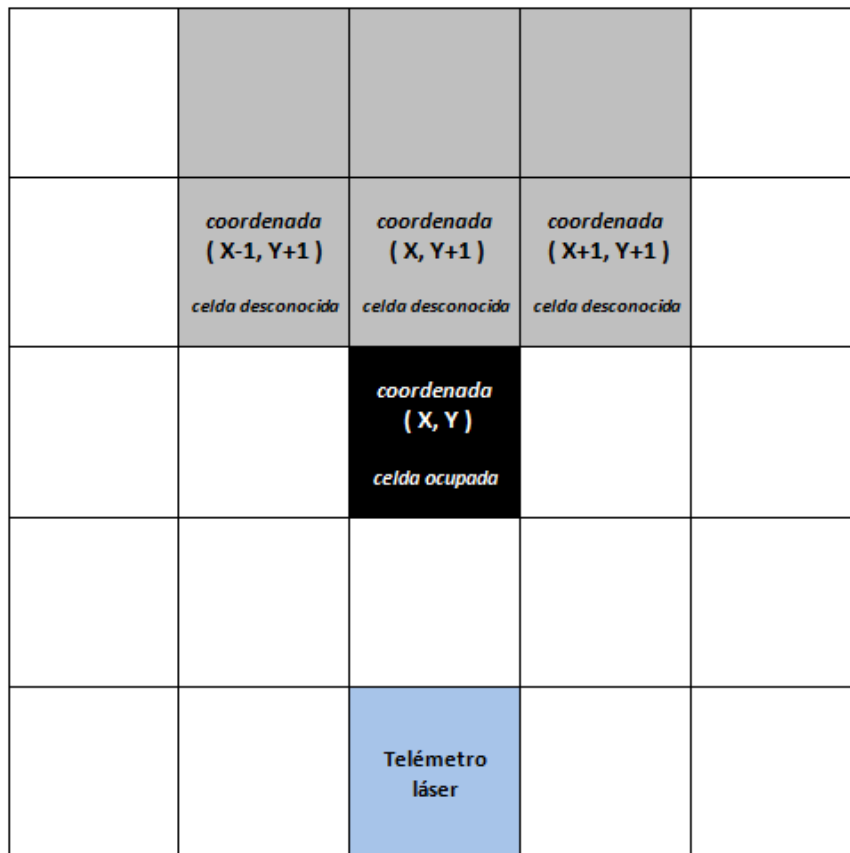 coordenada coordenada coordenada
( X-1, Y+1 ) ( X, Y+1 ) ( X+1, Y+1 )
celda desconocida celda desconocida celda desconocida
coordenada
( X, Y )
celda ocupada
Telémetro
láser